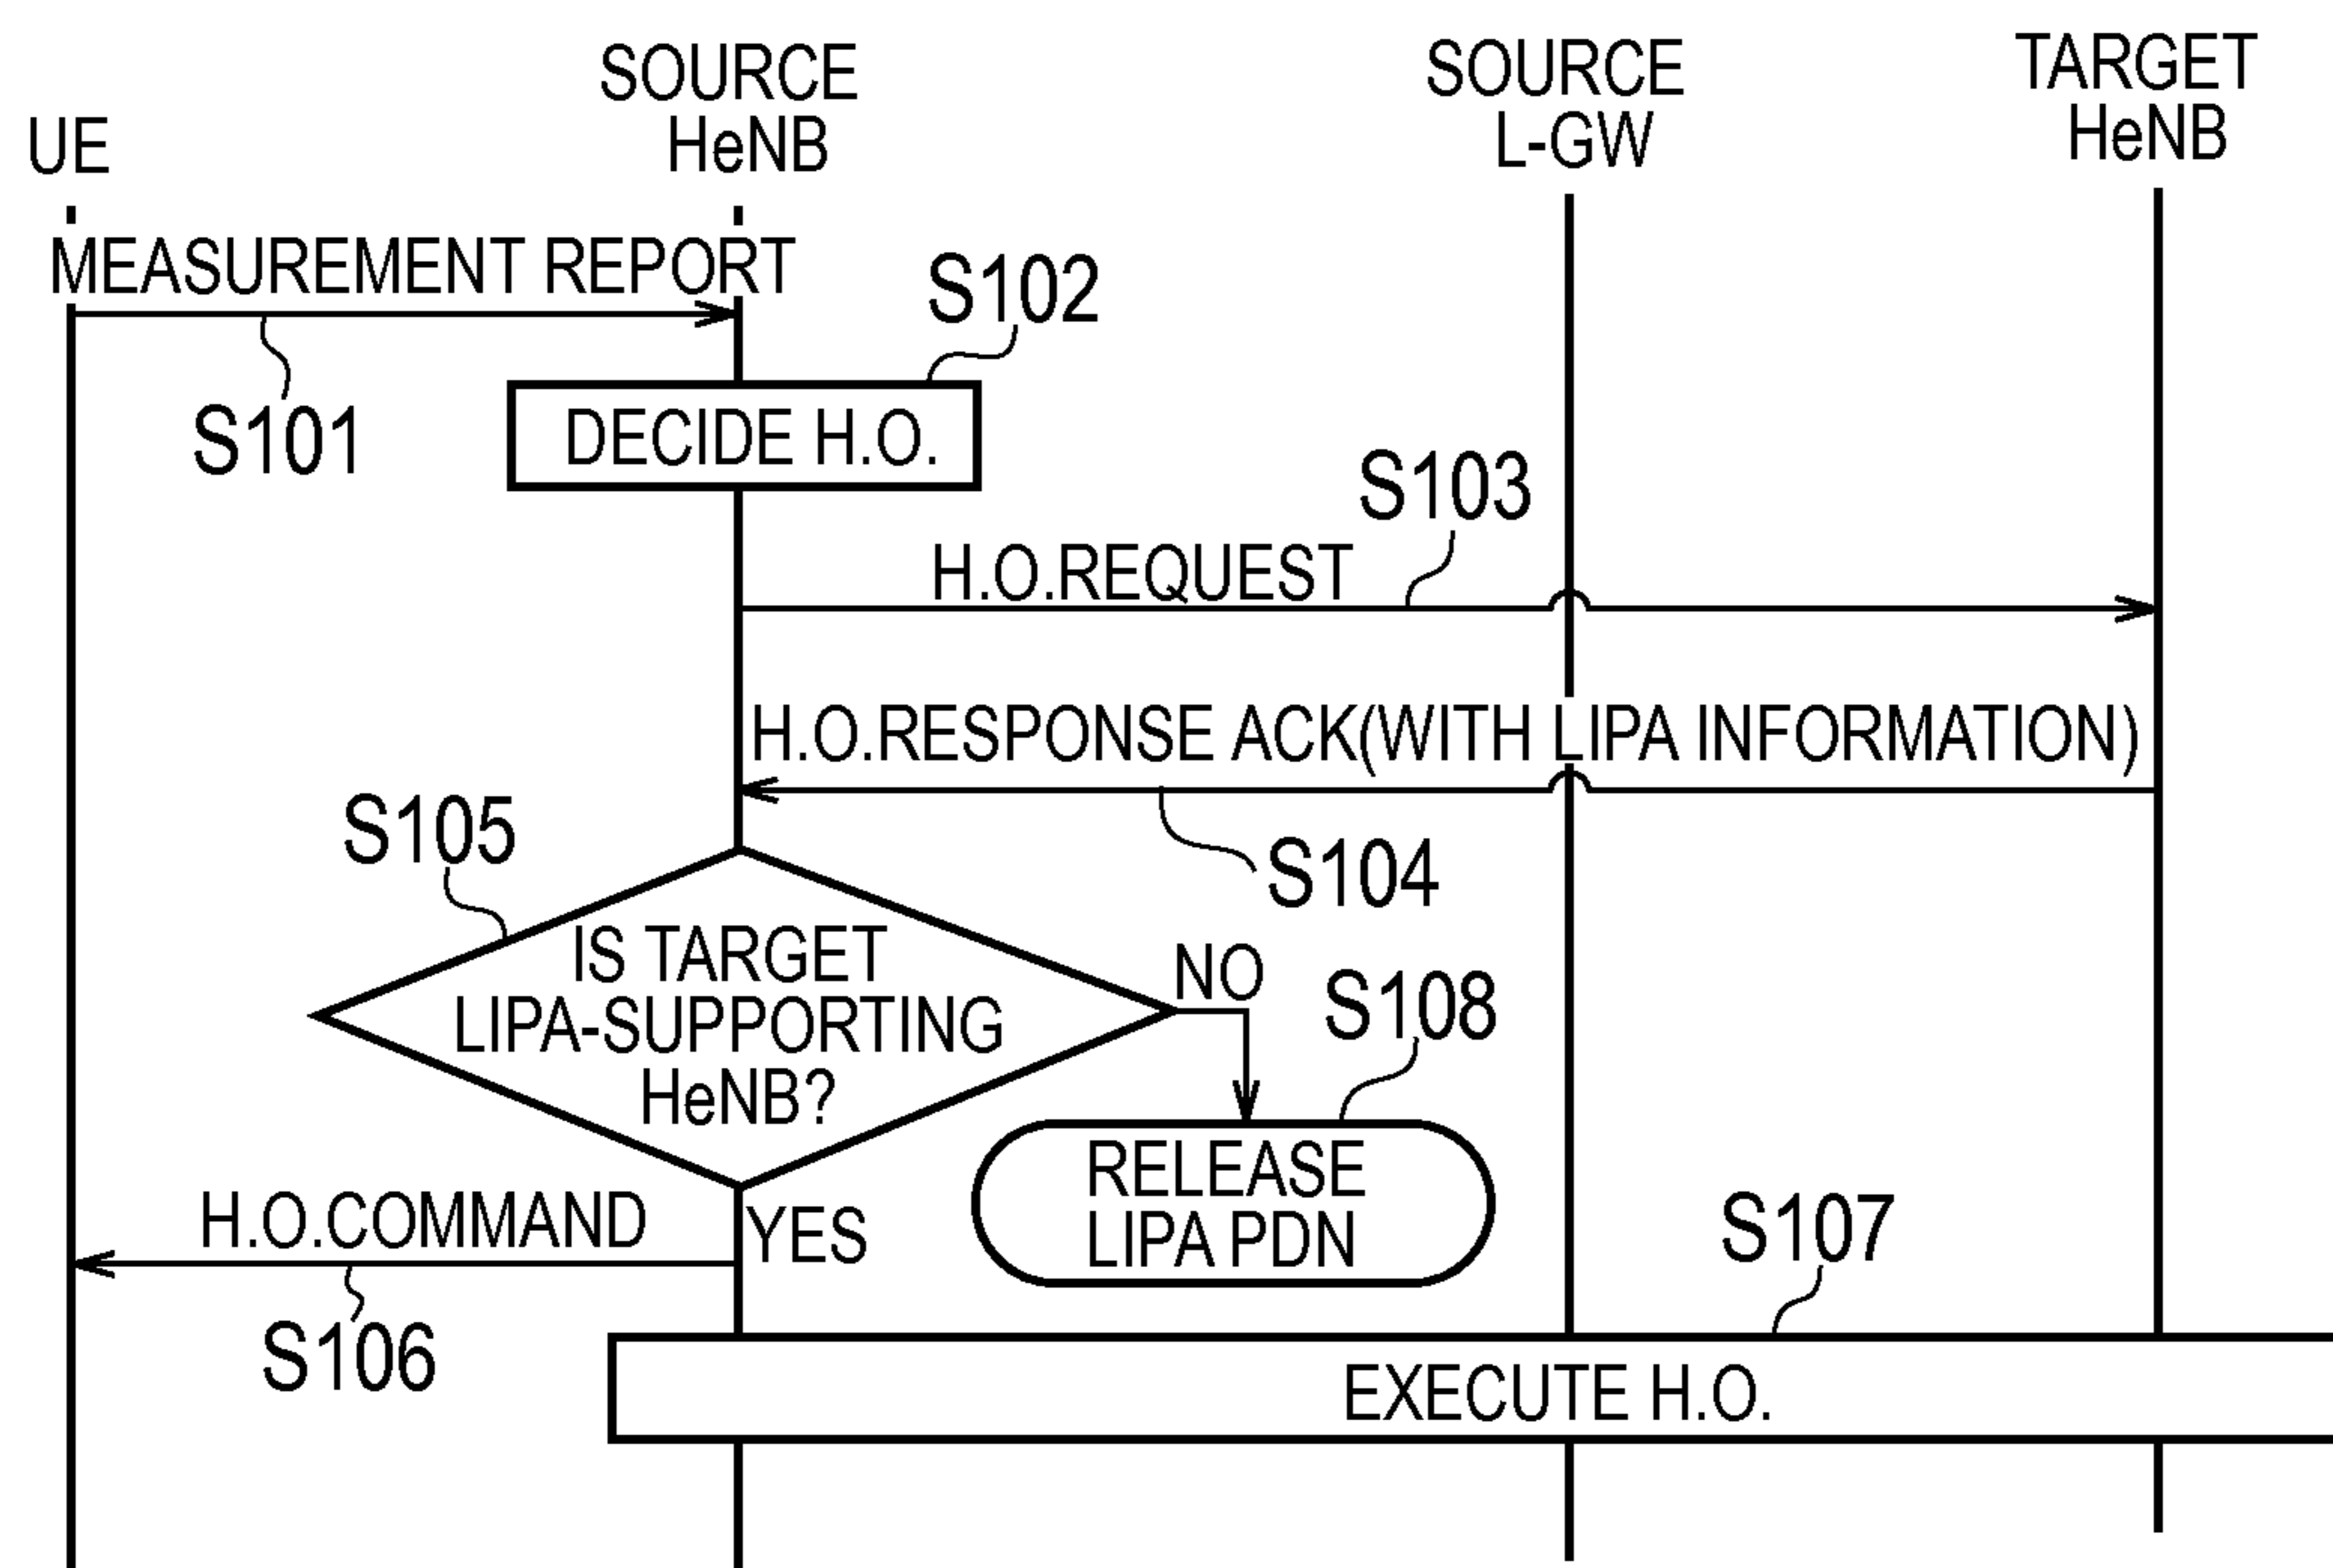 UE
SOURCE
HeNB
SOURCE
L-GW
TARGET
HeNB
MEASUREMENT REPORT
S101
S102
DECIDE H.O.
S103
H.O.REQUEST
H.O.RESPONSE ACK(WITH LIPA INFORMATION)
S104
S105
IS TARGET
LIPA-SUPPORTING
HeNB?
NO
S108
RELEASE
LIPA PDN
YES
H.O.COMMAND
S106
S107
EXECUTE H.O.